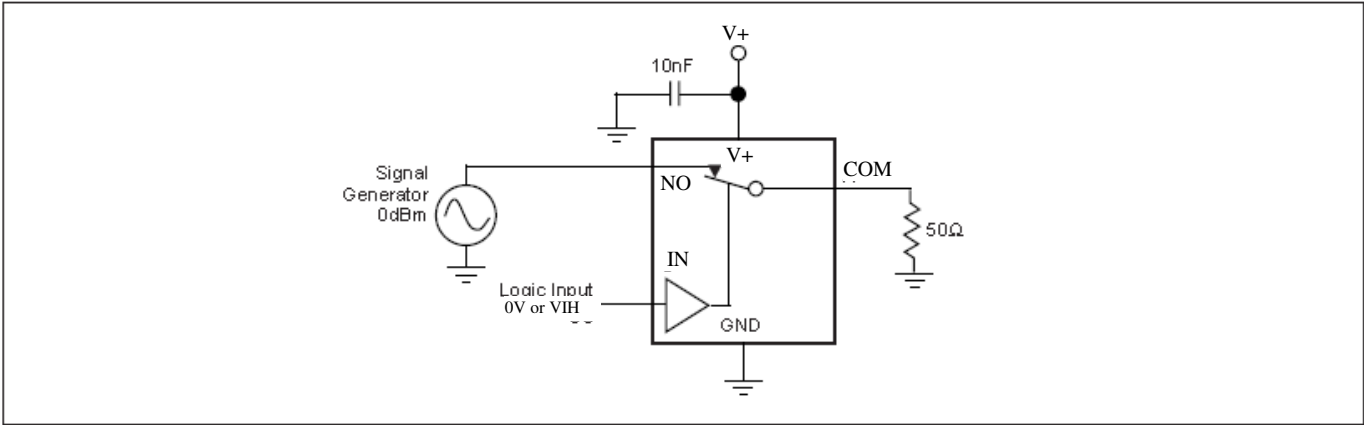 V+
10nF
V+
COM
Signal
Generator
0dBm
NO
50Ω
IN
Logic Input
0V or VIH
GND